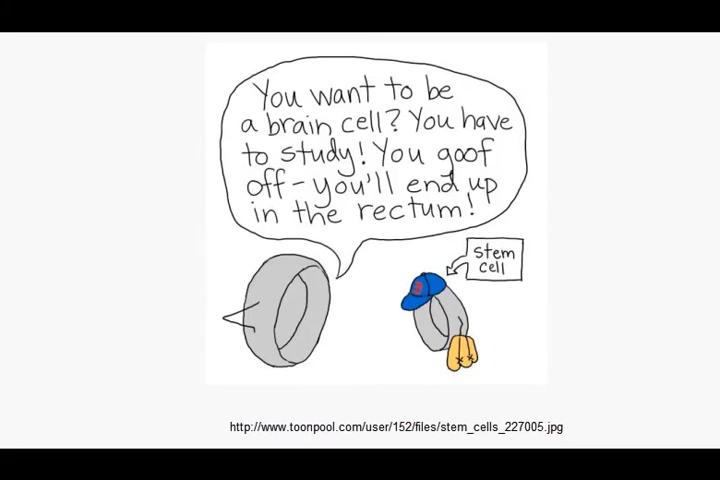 You want to be
a brain cell? You have
to study! You goof
off - you'll end up
in the rectum!
stem
cell
http://www.toonpool.com/user/152/files/stem_cells_227005.jpg